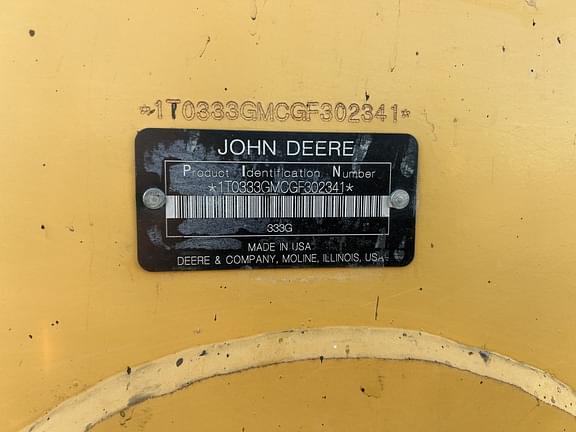 *1T0333GMCGF302341*
JOHN DEERE
Product Identification Number
*1T0333GMCGF302341*
333G
MADE IN USA
DEERE & COMPANY, MOLINE, ILLINOIS, USA